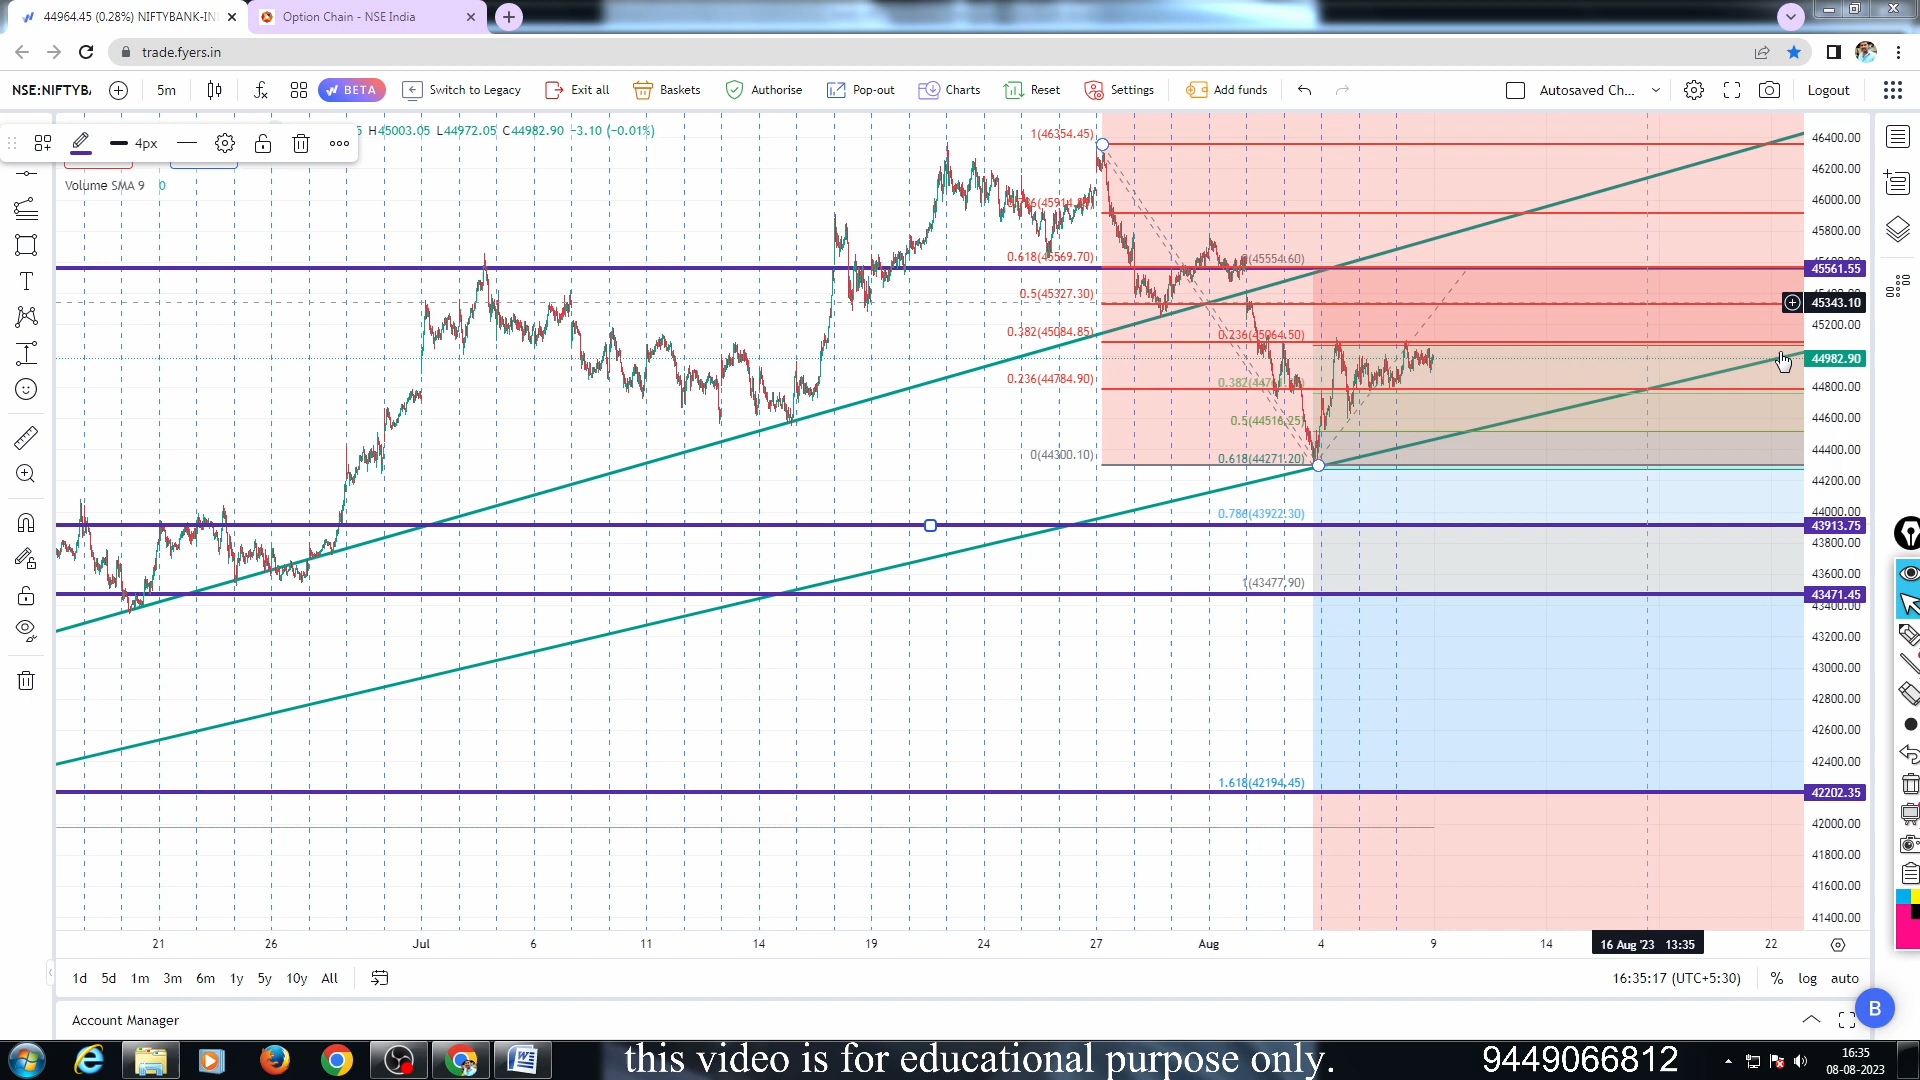 44964.45 (0.28%) NIFTYBANK-IN
Option Chain - NSE India
trade.fyers.in
NSE:NIFTYB
5m
BETA
Switch to Legacy
Exit all
Baskets
Authorise
Pop-out
Charts
Reset
Settings
Add funds
Autosaved Ch...
Logout
4px
5 H45003.05 L44972.05 C44982.90 −3.10 (−0.01%)
Volume SMA 9 0
1(46354.45)
0.618(45569.70)
0.5(45327.30)
0.382(45084.85)
0.236(44784.90)
0(44300.10)
0(45554.60)
0.236(45064.50)
0.5(44516.25)
0.618(44271.20)
0.786(43922.30)
1(43477.90)
1.618(42194.45)
46400.00
46200.00
46000.00
45800.00
45561.55
45343.10
45200.00
44982.90
44800.00
44600.00
44400.00
44200.00
44000.00
43913.75
43800.00
43600.00
43471.45
43400.00
43200.00
43000.00
42800.00
42600.00
42400.00
42202.35
42000.00
41800.00
41600.00
41400.00
21 26 Jul 6 11 14 19 24 27 Aug 4 9 14 16 Aug '23 13:35 22
1d 5d 1m 3m 6m 1y 5y 10y All
16:35:17 (UTC+5:30) % log auto
B
Account Manager
this video is for educational purpose only.
9449066812
16:35
08-08-2023